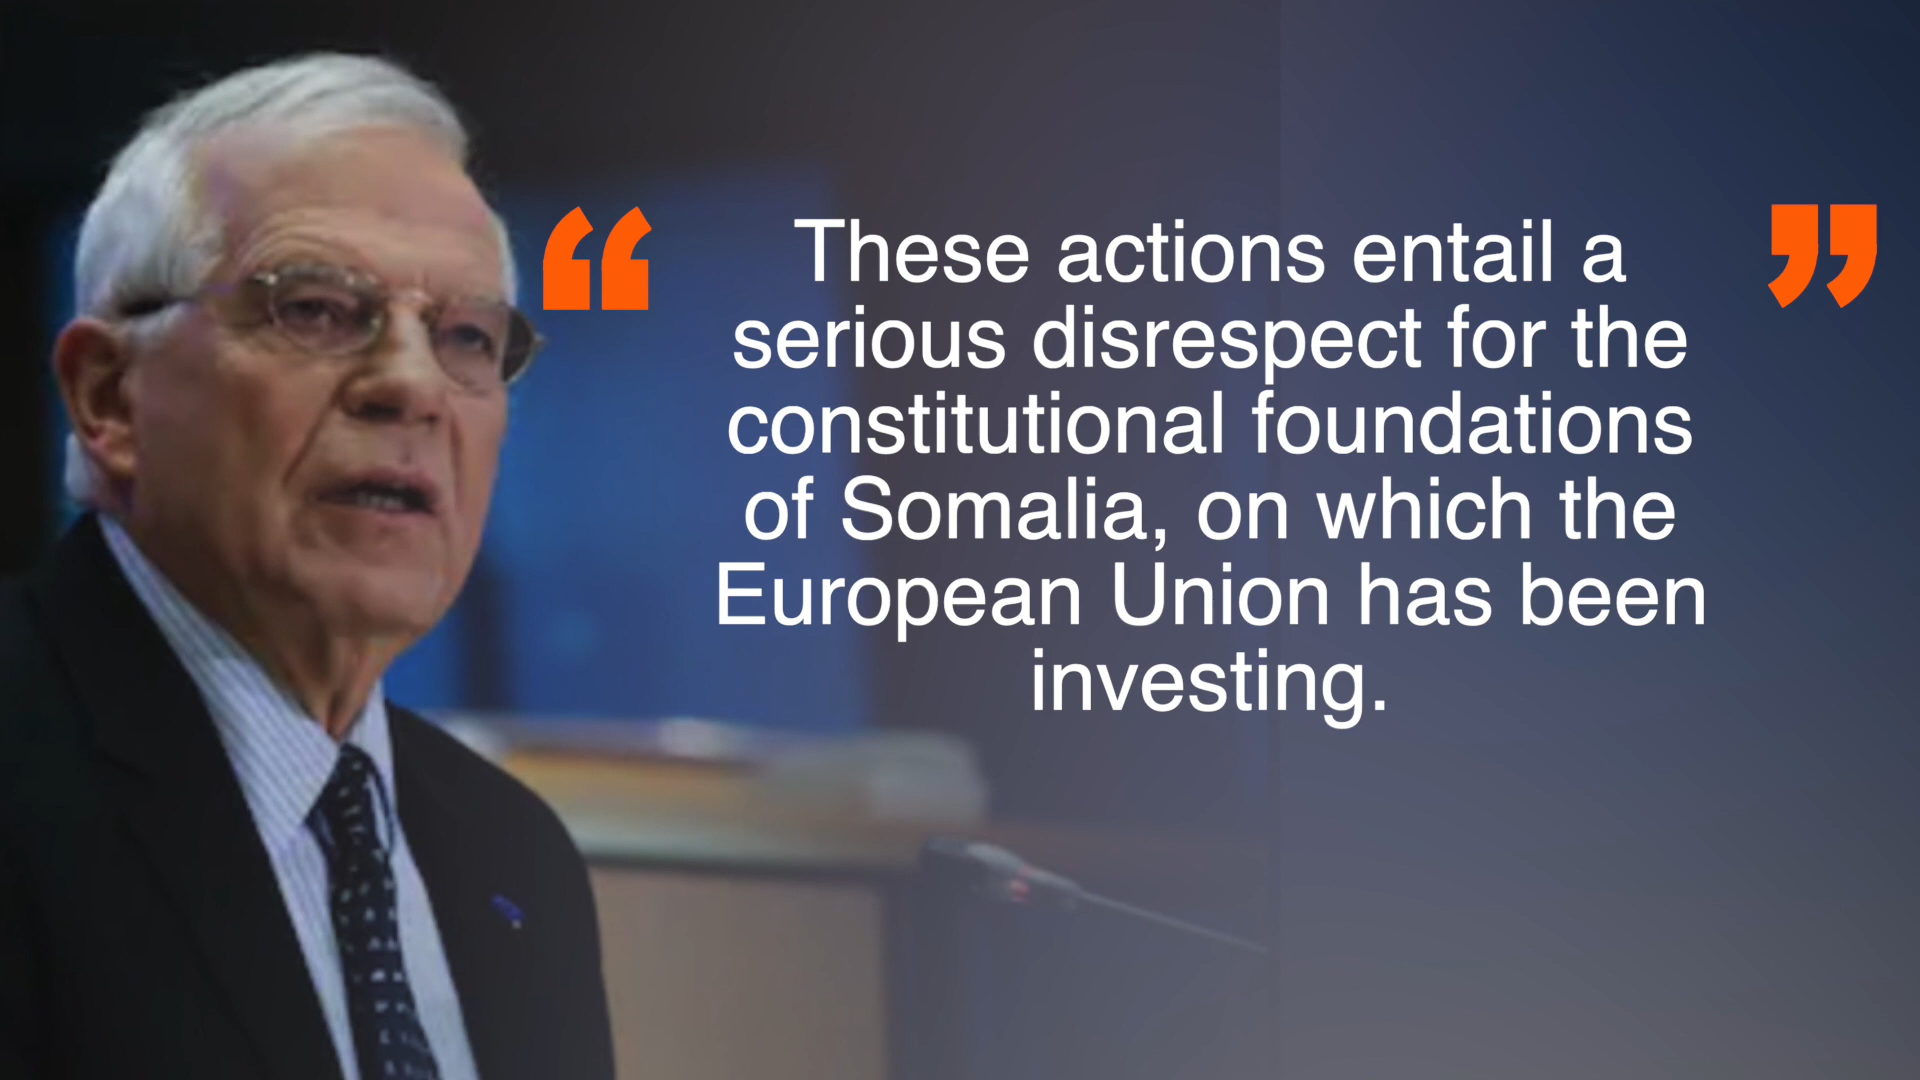 “ These actions entail a ”
serious disrespect for the
constitutional foundations
of Somalia, on which the
European Union has been
investing.